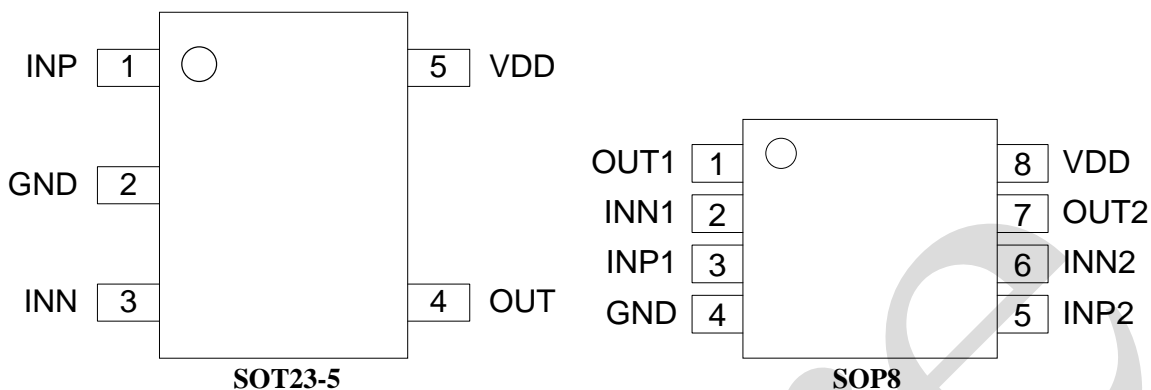 INP 1 5 VDD
GND 2
INN 3 4 OUT
SOT23-5
OUT1 1 8 VDD
INN1 2 7 OUT2
INP1 3 6 INN2
GND 4 5 INP2
SOP8